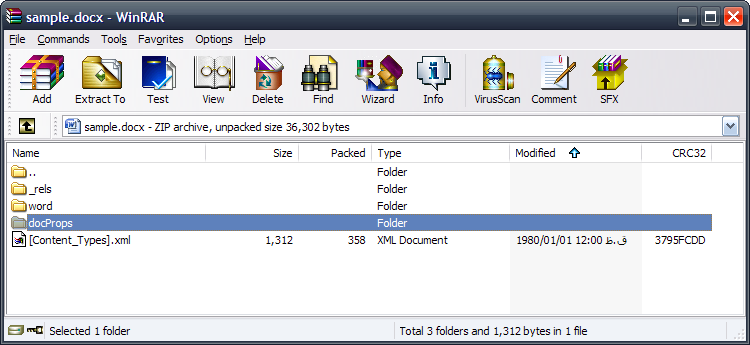 sample.docx - WinRAR
File Commands Tools Favorites Options Help
Add Extract To Test View Delete Find Wizard Info VirusScan Comment SFX
sample.docx - ZIP archive, unpacked size 36,302 bytes
Name Size Packed Type Modified CRC32
.. Folder
_rels Folder
word Folder
docProps Folder
[Content_Types].xml 1,312 358 XML Document 1980/01/01 12:00 ق.ظ 3795FCDD
Selected 1 folder Total 3 folders and 1,312 bytes in 1 file